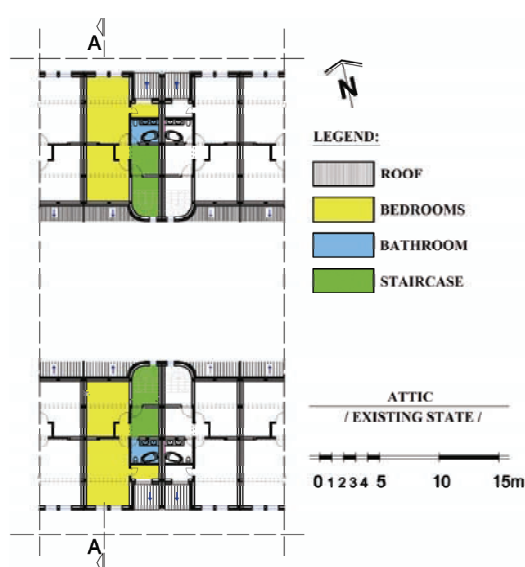 A
N
LEGEND:
ROOF
BEDROOMS
BATHROOM
STAIRCASE
ATTIC
/ EXISTING STATE /
0 1 2 3 4 5 10 15m
A